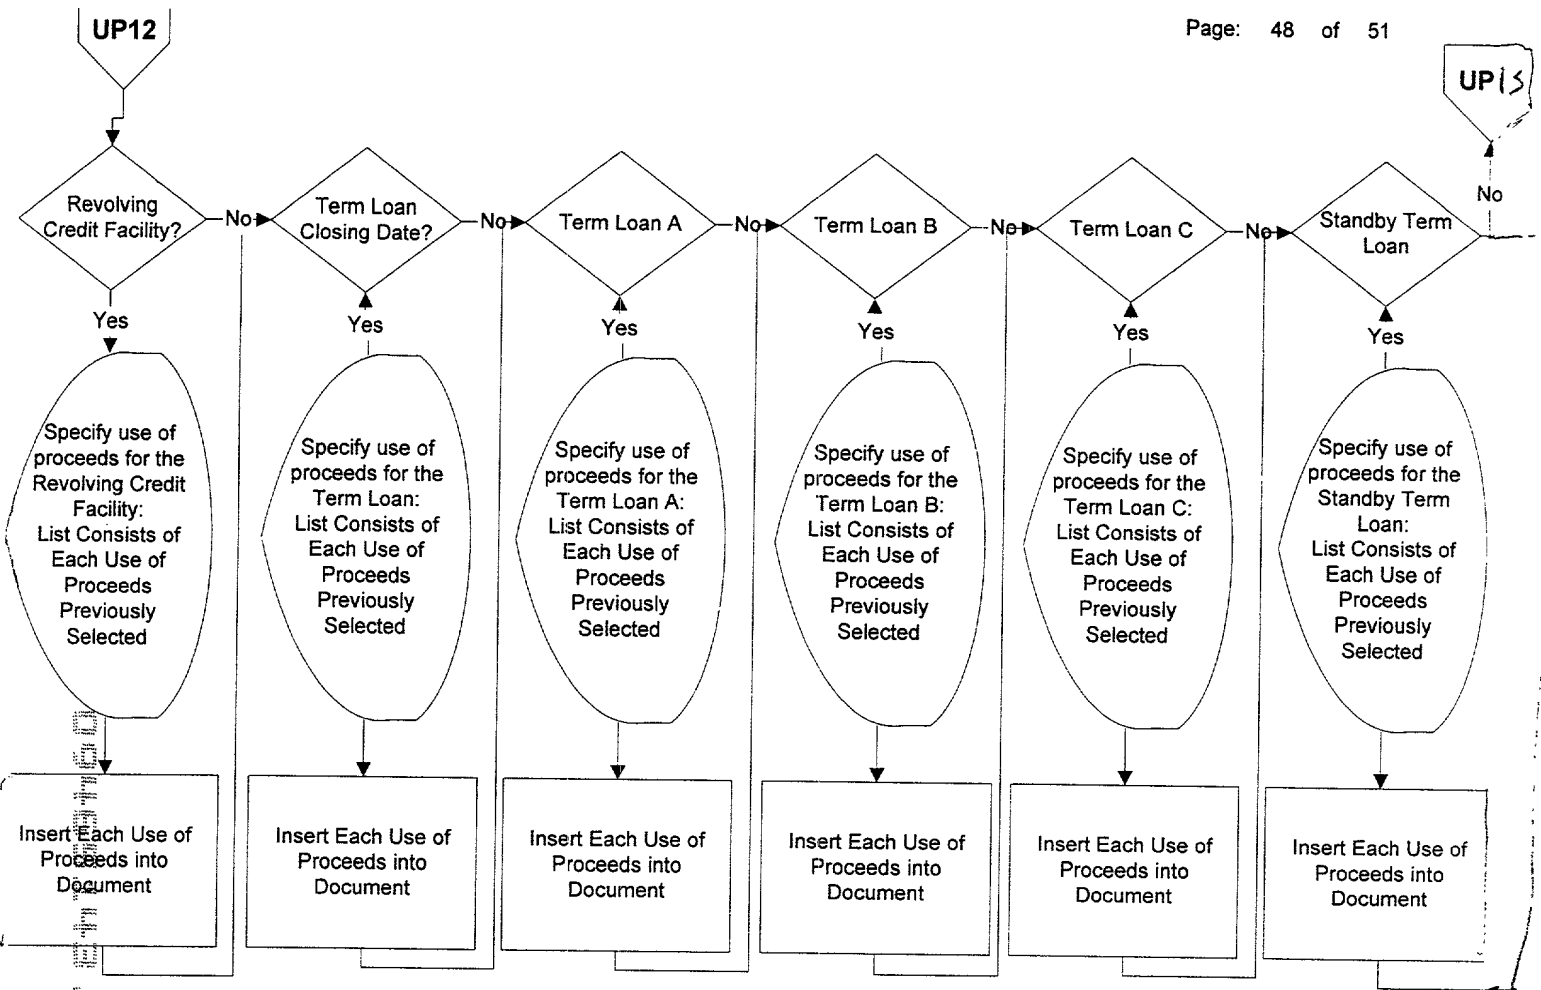 UP12
Page: 48 of 51
UP15
Revolving
Credit Facility?
No
Term Loan
Closing Date?
No
Term Loan A
No
Term Loan B
No
Term Loan C
No
Standby Term
Loan
No
Yes
Yes
Yes
Yes
Yes
Yes
Specify use of
proceeds for the
Revolving Credit
Facility:
List Consists of
Each Use of
Proceeds
Previously
Selected
Specify use of
proceeds for the
Term Loan:
List Consists of
Each Use of
Proceeds
Previously
Selected
Specify use of
proceeds for the
Term Loan A:
List Consists of
Each Use of
Proceeds
Previously
Selected
Specify use of
proceeds for the
Term Loan B:
List Consists of
Each Use of
Proceeds
Previously
Selected
Specify use of
proceeds for the
Term Loan C:
List Consists of
Each Use of
Proceeds
Previously
Selected
Specify use of
proceeds for the
Standby Term
Loan:
List Consists of
Each Use of
Proceeds
Previously
Selected
Insert Each Use of
Proceeds into
Document
Insert Each Use of
Proceeds into
Document
Insert Each Use of
Proceeds into
Document
Insert Each Use of
Proceeds into
Document
Insert Each Use of
Proceeds into
Document
Insert Each Use of
Proceeds into
Document